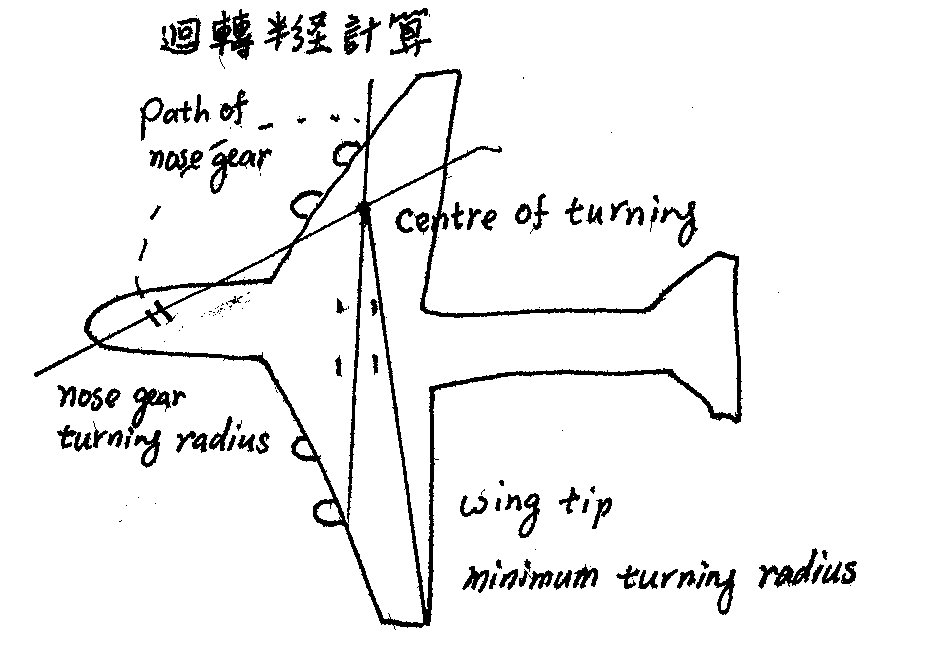 迴轉半径計算
path of
nose gear
centre of turning
nose gear
turning radius
wing tip
minimum turning radius